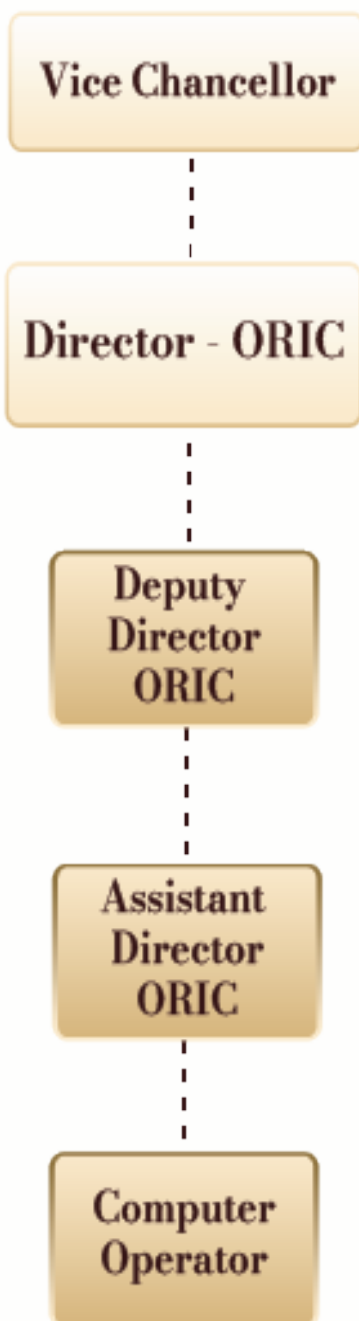 Vice Chancellor
Director - ORIC
Deputy
Director
ORIC
Assistant
Director
ORIC
Computer
Operator